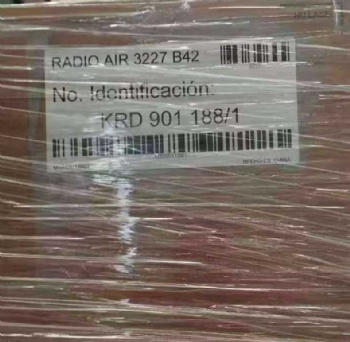 RADIO AIR 3227 B42
No. Identificación:
KRD 901 188/1